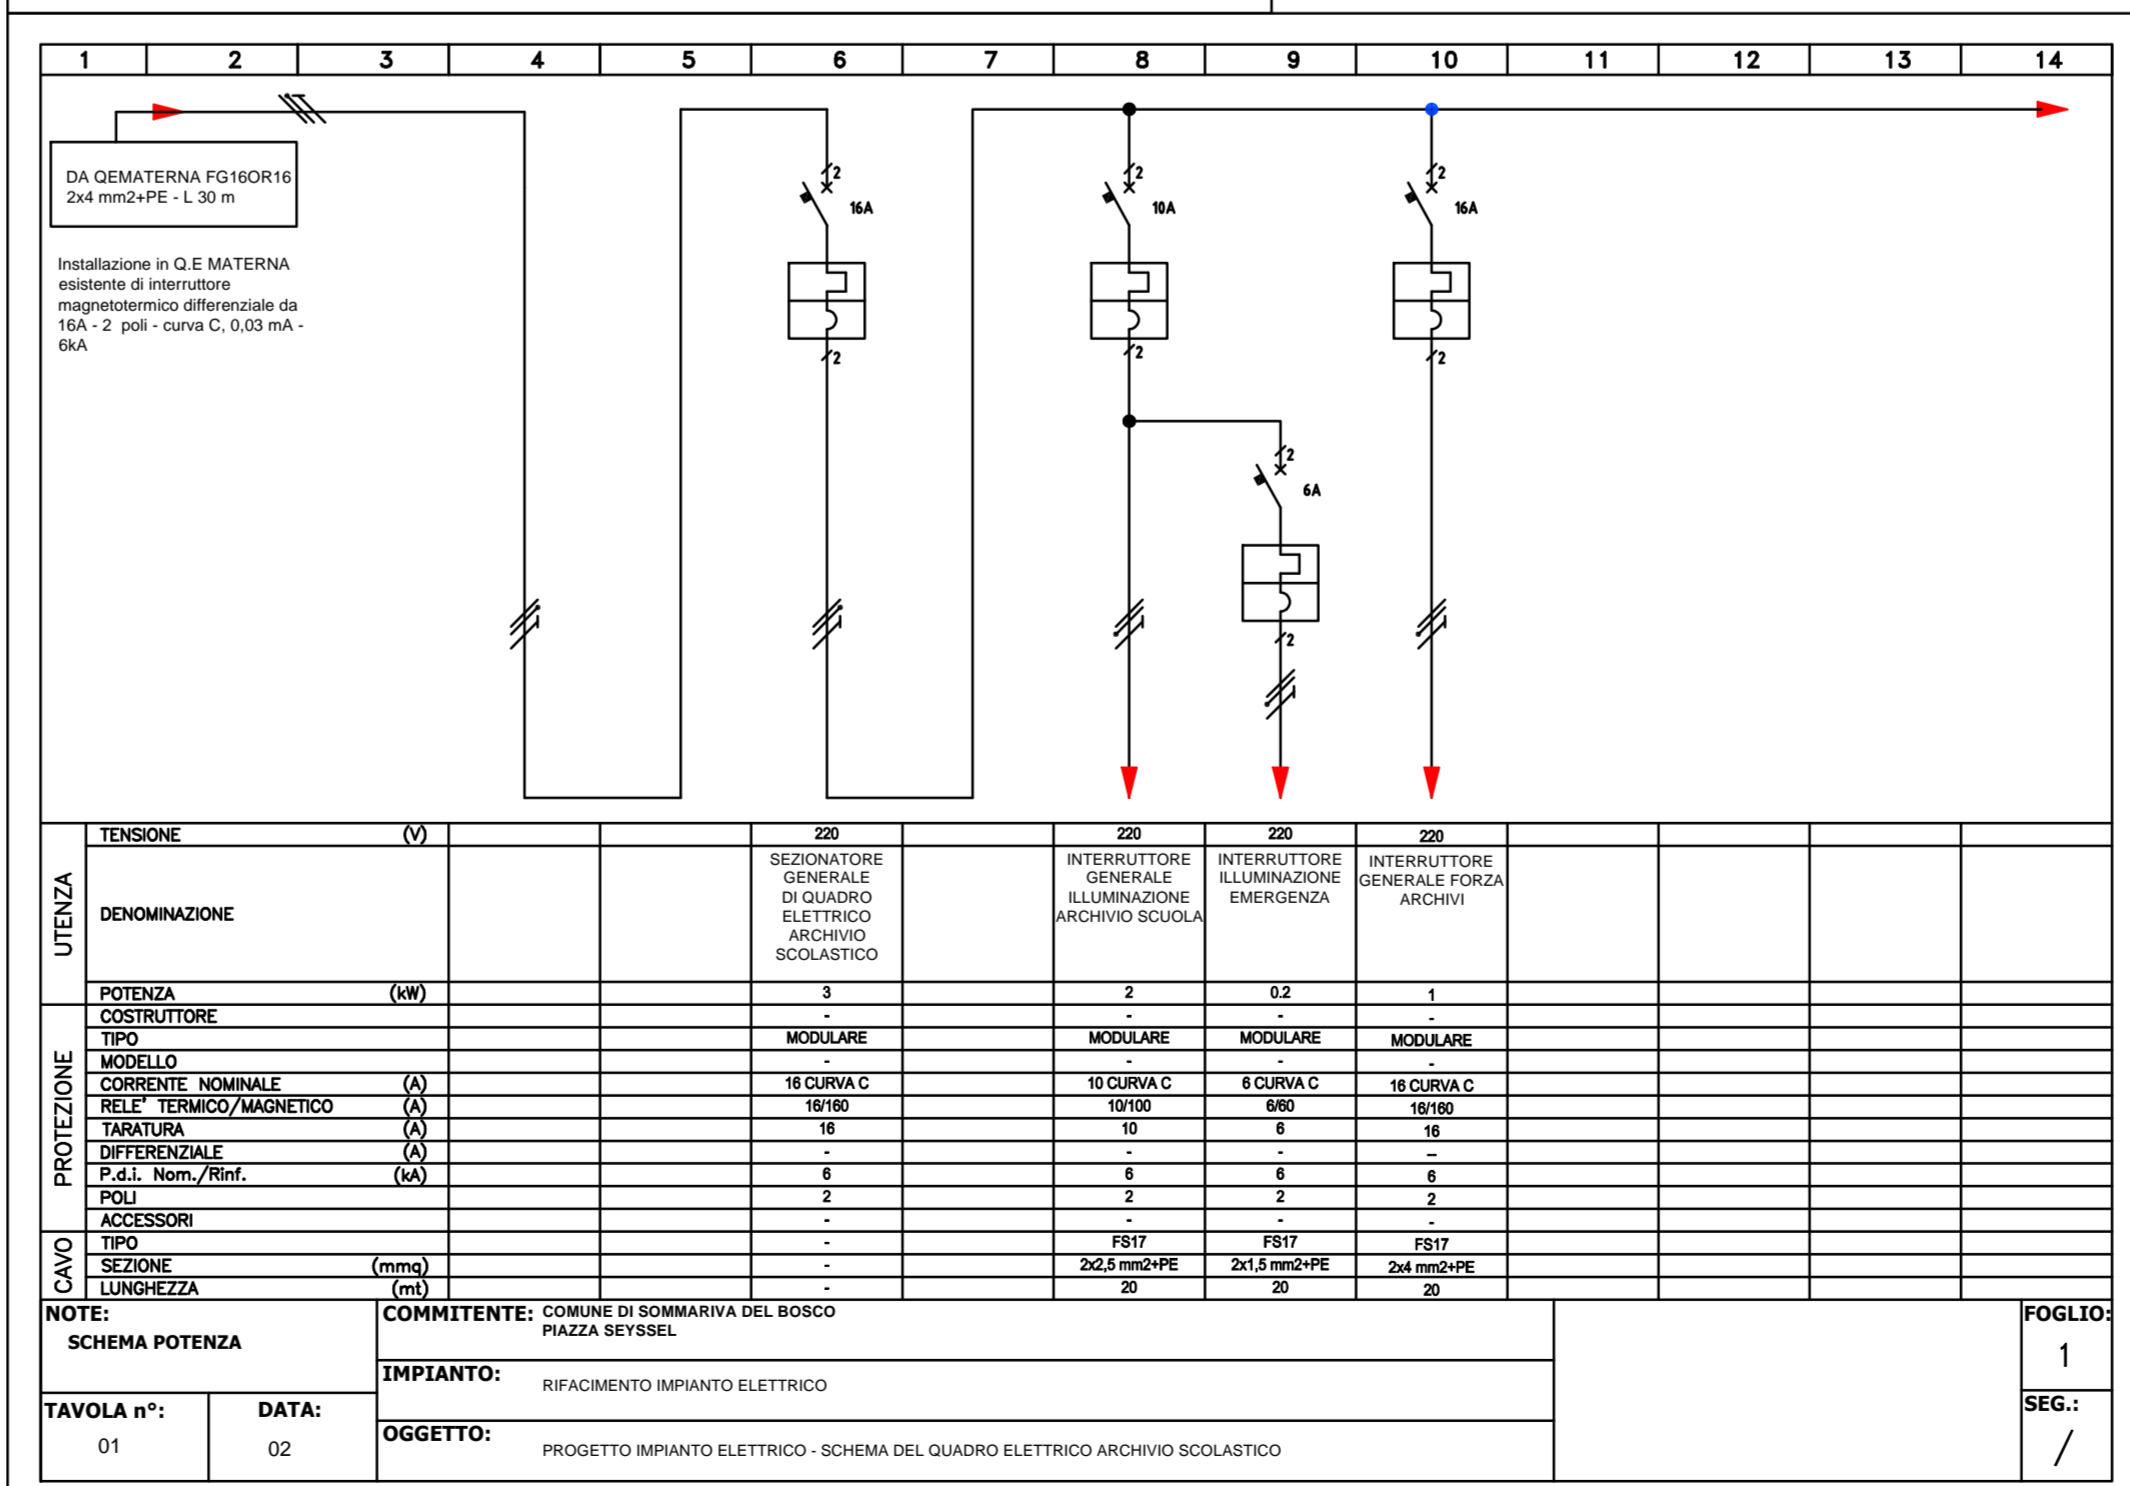 1 2 3 4 5 6 7 8 9 10 11 12 13 14
DA QEMATERNA FG16OR16
2x4 mm2+PE - L 30 m
Installazione in Q.E MATERNA
esistente di interruttore
magnetotermico differenziale da
16A - 2 poli - curva C, 0,03 mA -
6kA
2 2 2
16A 10A 16A
2 2 2
2
6A
2
UTENZA
TENSIONE (V) 220 220 220 220
DENOMINAZIONE
SEZIONATORE
GENERALE
DI QUADRO
ELETTRICO
ARCHIVIO
SCOLASTICO
INTERRUTTORE
GENERALE
ILLUMINAZIONE
ARCHIVIO SCUOLA
INTERRUTTORE
ILLUMINAZIONE
EMERGENZA
INTERRUTTORE
GENERALE FORZA
ARCHIVI
POTENZA (kW) 3 2 0.2 1
PROTEZIONE
COSTRUTTORE - - - -
TIPO MODULARE MODULARE MODULARE MODULARE
MODELLO - - - -
CORRENTE NOMINALE (A) 16 CURVA C 10 CURVA C 6 CURVA C 16 CURVA C
RELE' TERMICO/MAGNETICO (A) 16/160 10/100 6/60 16/160
TARATURA (A) 16 10 6 16
DIFFERENZIALE (A) - - - –
P.d.i. Nom./Rinf. (kA) 6 6 6 6
POLI 2 2 2 2
ACCESSORI - - - -
CAVO
TIPO - FS17 FS17 FS17
SEZIONE (mmq) - 2x2,5 mm2+PE 2x1,5 mm2+PE 2x4 mm2+PE
LUNGHEZZA (mt) - 20 20 20
NOTE:
SCHEMA POTENZA
TAVOLA n°:
01
DATA:
02
COMMITENTE: COMUNE DI SOMMARIVA DEL BOSCO
PIAZZA SEYSSEL
IMPIANTO:
RIFACIMENTO IMPIANTO ELETTRICO
OGGETTO:
PROGETTO IMPIANTO ELETTRICO - SCHEMA DEL QUADRO ELETTRICO ARCHIVIO SCOLASTICO
FOGLIO:
1
SEG.:
/